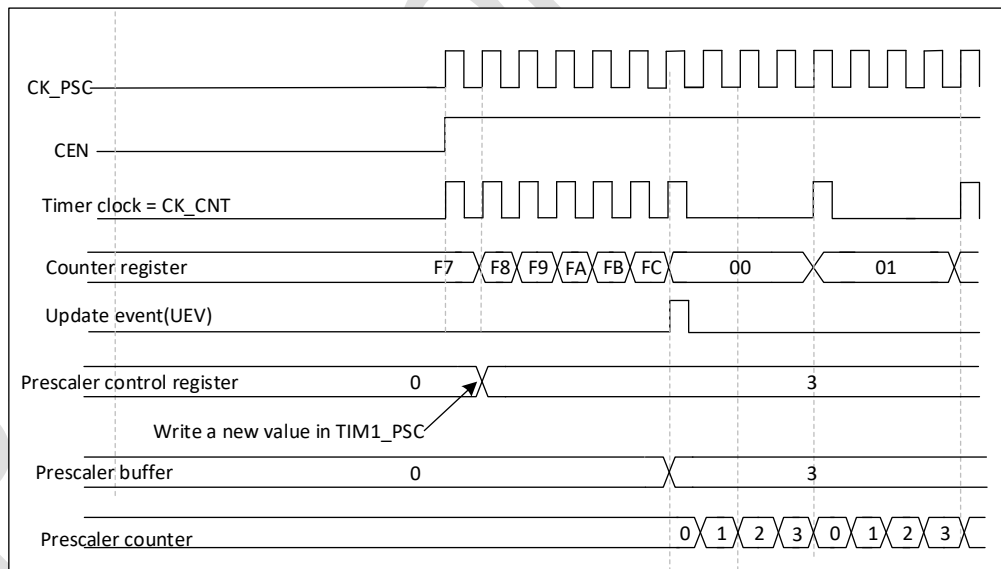 CK_PSC
CEN
Timer clock = CK_CNT
Counter register F7 F8 F9 FA FB FC 00 01
Update event(UEV)
Prescaler control register 0 3
Write a new value in TIM1_PSC
Prescaler buffer 0 3
Prescaler counter 0 1 2 3 0 1 2 3